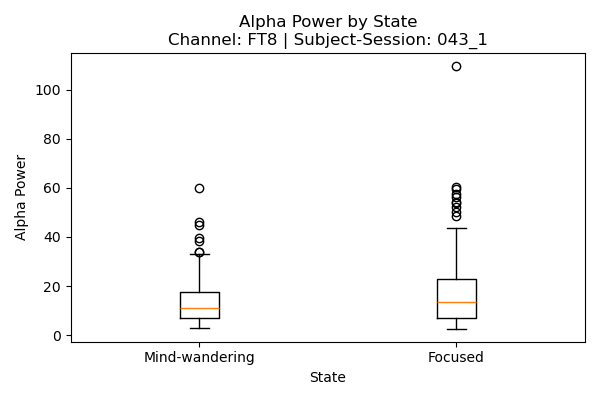 Alpha Power by State
Channel: FT8 | Subject-Session: 043_1
100
80
60
40
20
0
Alpha Power
Mind-wandering
Focused
State